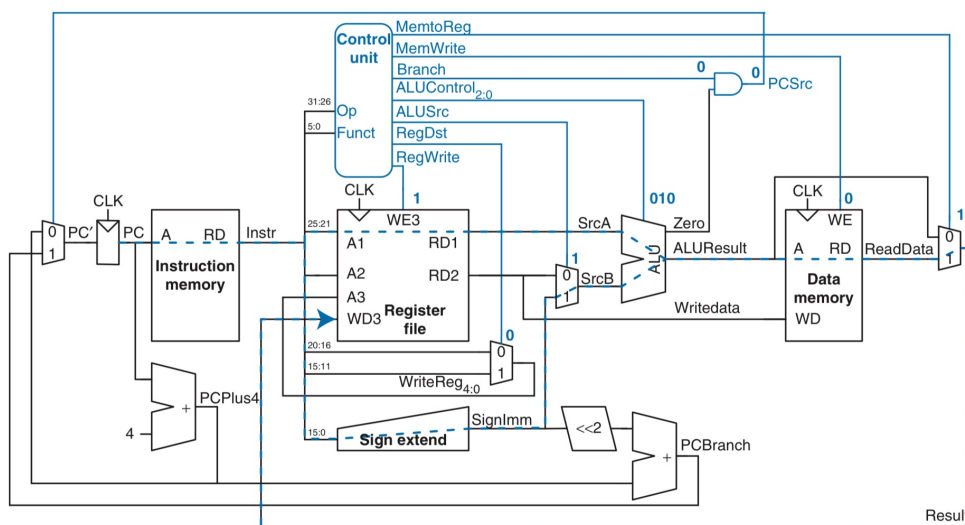 MemtoReg
Control unit
MemWrite
Branch
0
0
PCSrc
ALUControl2:0
31:26
Op
ALUSrc
5:0
Funct
RegDst
RegWrite
CLK
CLK
1
010
CLK
0
0
1
PC′
PC
A
RD
Instruction memory
Instr
25:21
WE3
A1
RD1
A2
RD2
A3
WD3
Register file
SrcA
1
0
1
SrcB
ALU
Zero
ALUResult
WE
A
RD
Data memory
WD
ReadData
1
0
1
Writedata
20:16
15:11
0
0
1
WriteReg4:0
PCPlus4
+
4
15:0
Sign extend
SignImm
<<2
+
PCBranch
Result